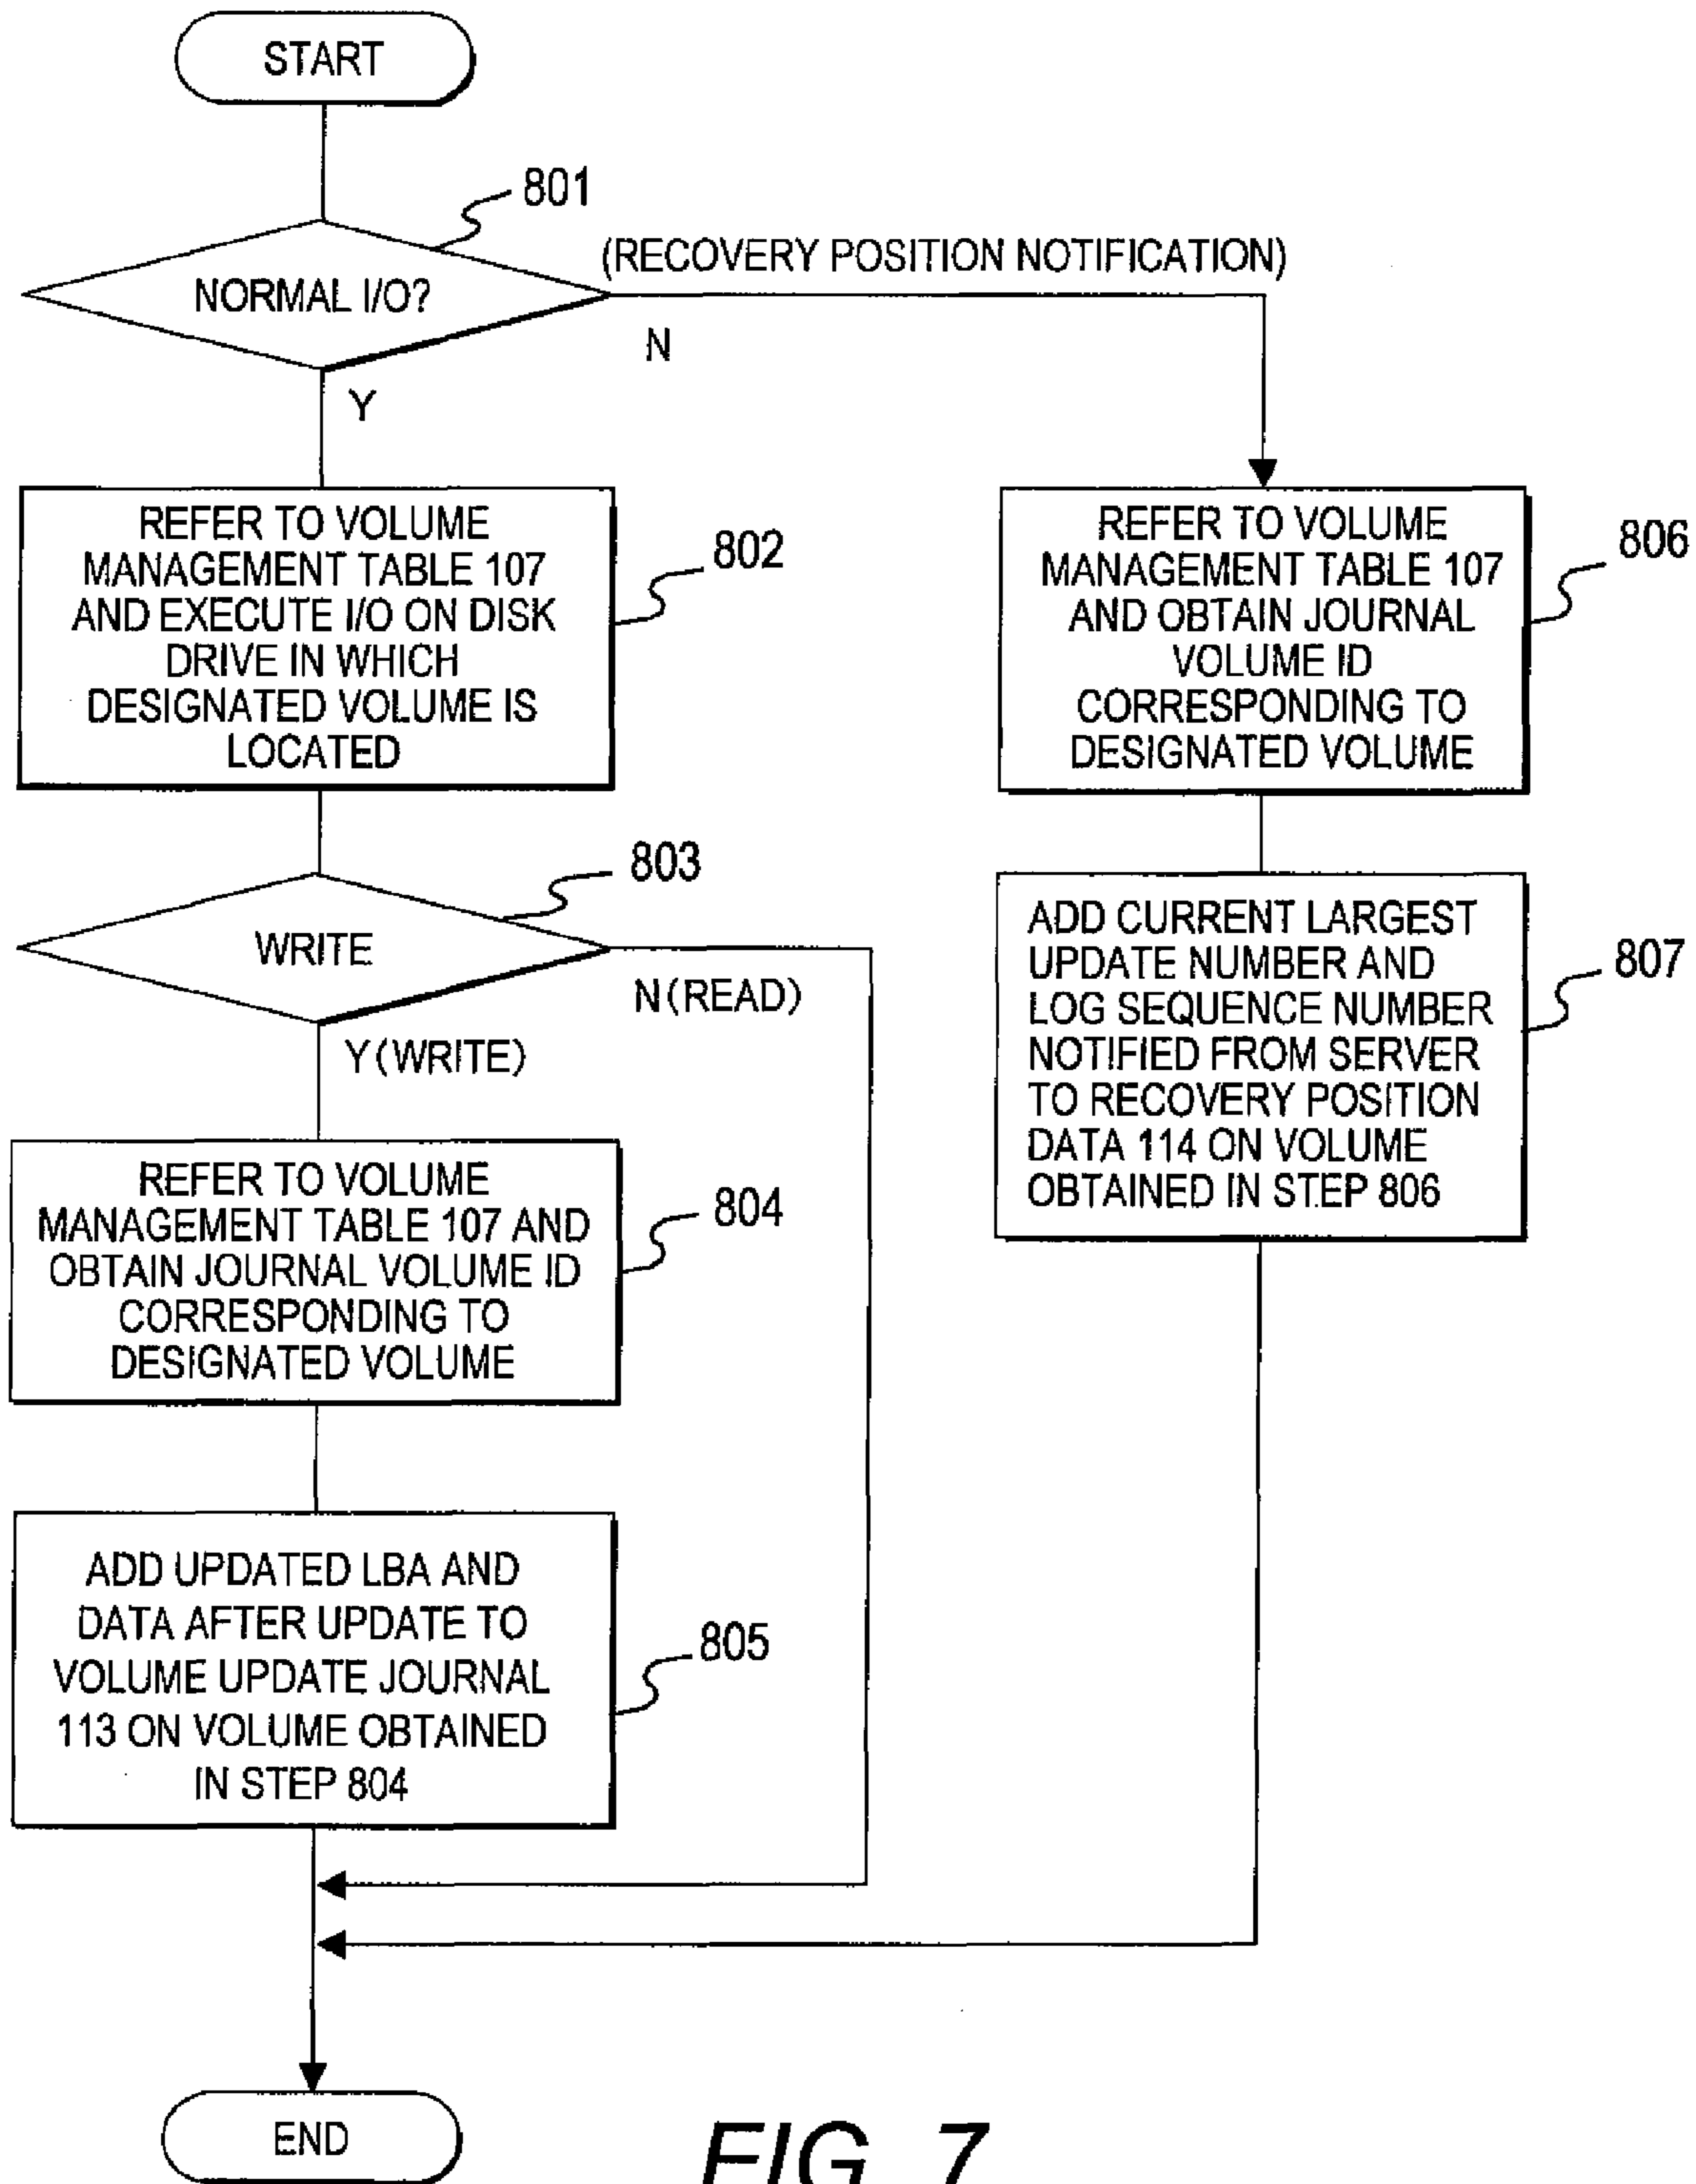 START
801
(RECOVERY POSITION NOTIFICATION)
NORMAL I/O?
N
Y
REFER TO VOLUME
MANAGEMENT TABLE 107
AND EXECUTE I/O ON DISK
DRIVE IN WHICH
DESIGNATED VOLUME IS
LOCATED
802
REFER TO VOLUME
MANAGEMENT TABLE 107
AND OBTAIN JOURNAL
VOLUME ID
CORRESPONDING TO
DESIGNATED VOLUME
806
803
WRITE
N(READ)
Y(WRITE)
ADD CURRENT LARGEST
UPDATE NUMBER AND
LOG SEQUENCE NUMBER
NOTIFIED FROM SERVER
TO RECOVERY POSITION
DATA 114 ON VOLUME
OBTAINED IN STEP 806
807
REFER TO VOLUME
MANAGEMENT TABLE 107 AND
OBTAIN JOURNAL VOLUME ID
CORRESPONDING TO
DESIGNATED VOLUME
804
ADD UPDATED LBA AND
DATA AFTER UPDATE TO
VOLUME UPDATE JOURNAL
113 ON VOLUME OBTAINED
IN STEP 804
805
END
FIG. 7